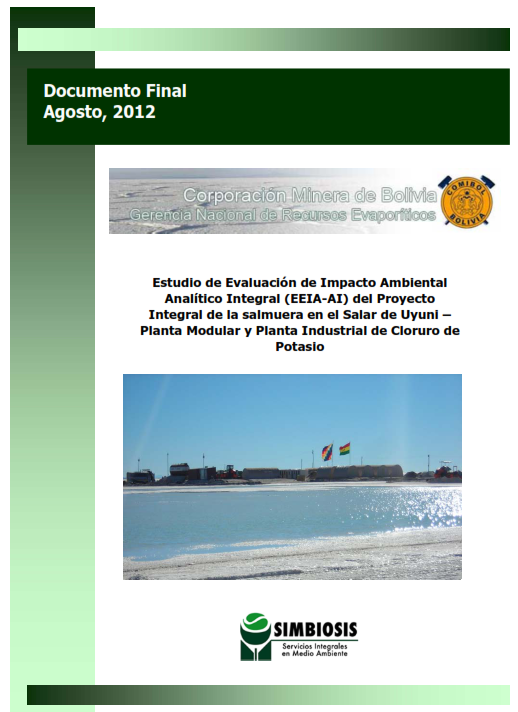 Documento Final
Agosto, 2012
Corporación Minera de Bolivia
Gerencia Nacional de Recursos Evaporíticos
COMIBOL
BOLIVIA
Estudio de Evaluación de Impacto Ambiental
Analítico Integral (EEIA-AI) del Proyecto
Integral de la salmuera en el Salar de Uyuni –
Planta Modular y Planta Industrial de Cloruro de
Potasio
SIMBIOSIS
Servicios Integrales
en Medio Ambiente